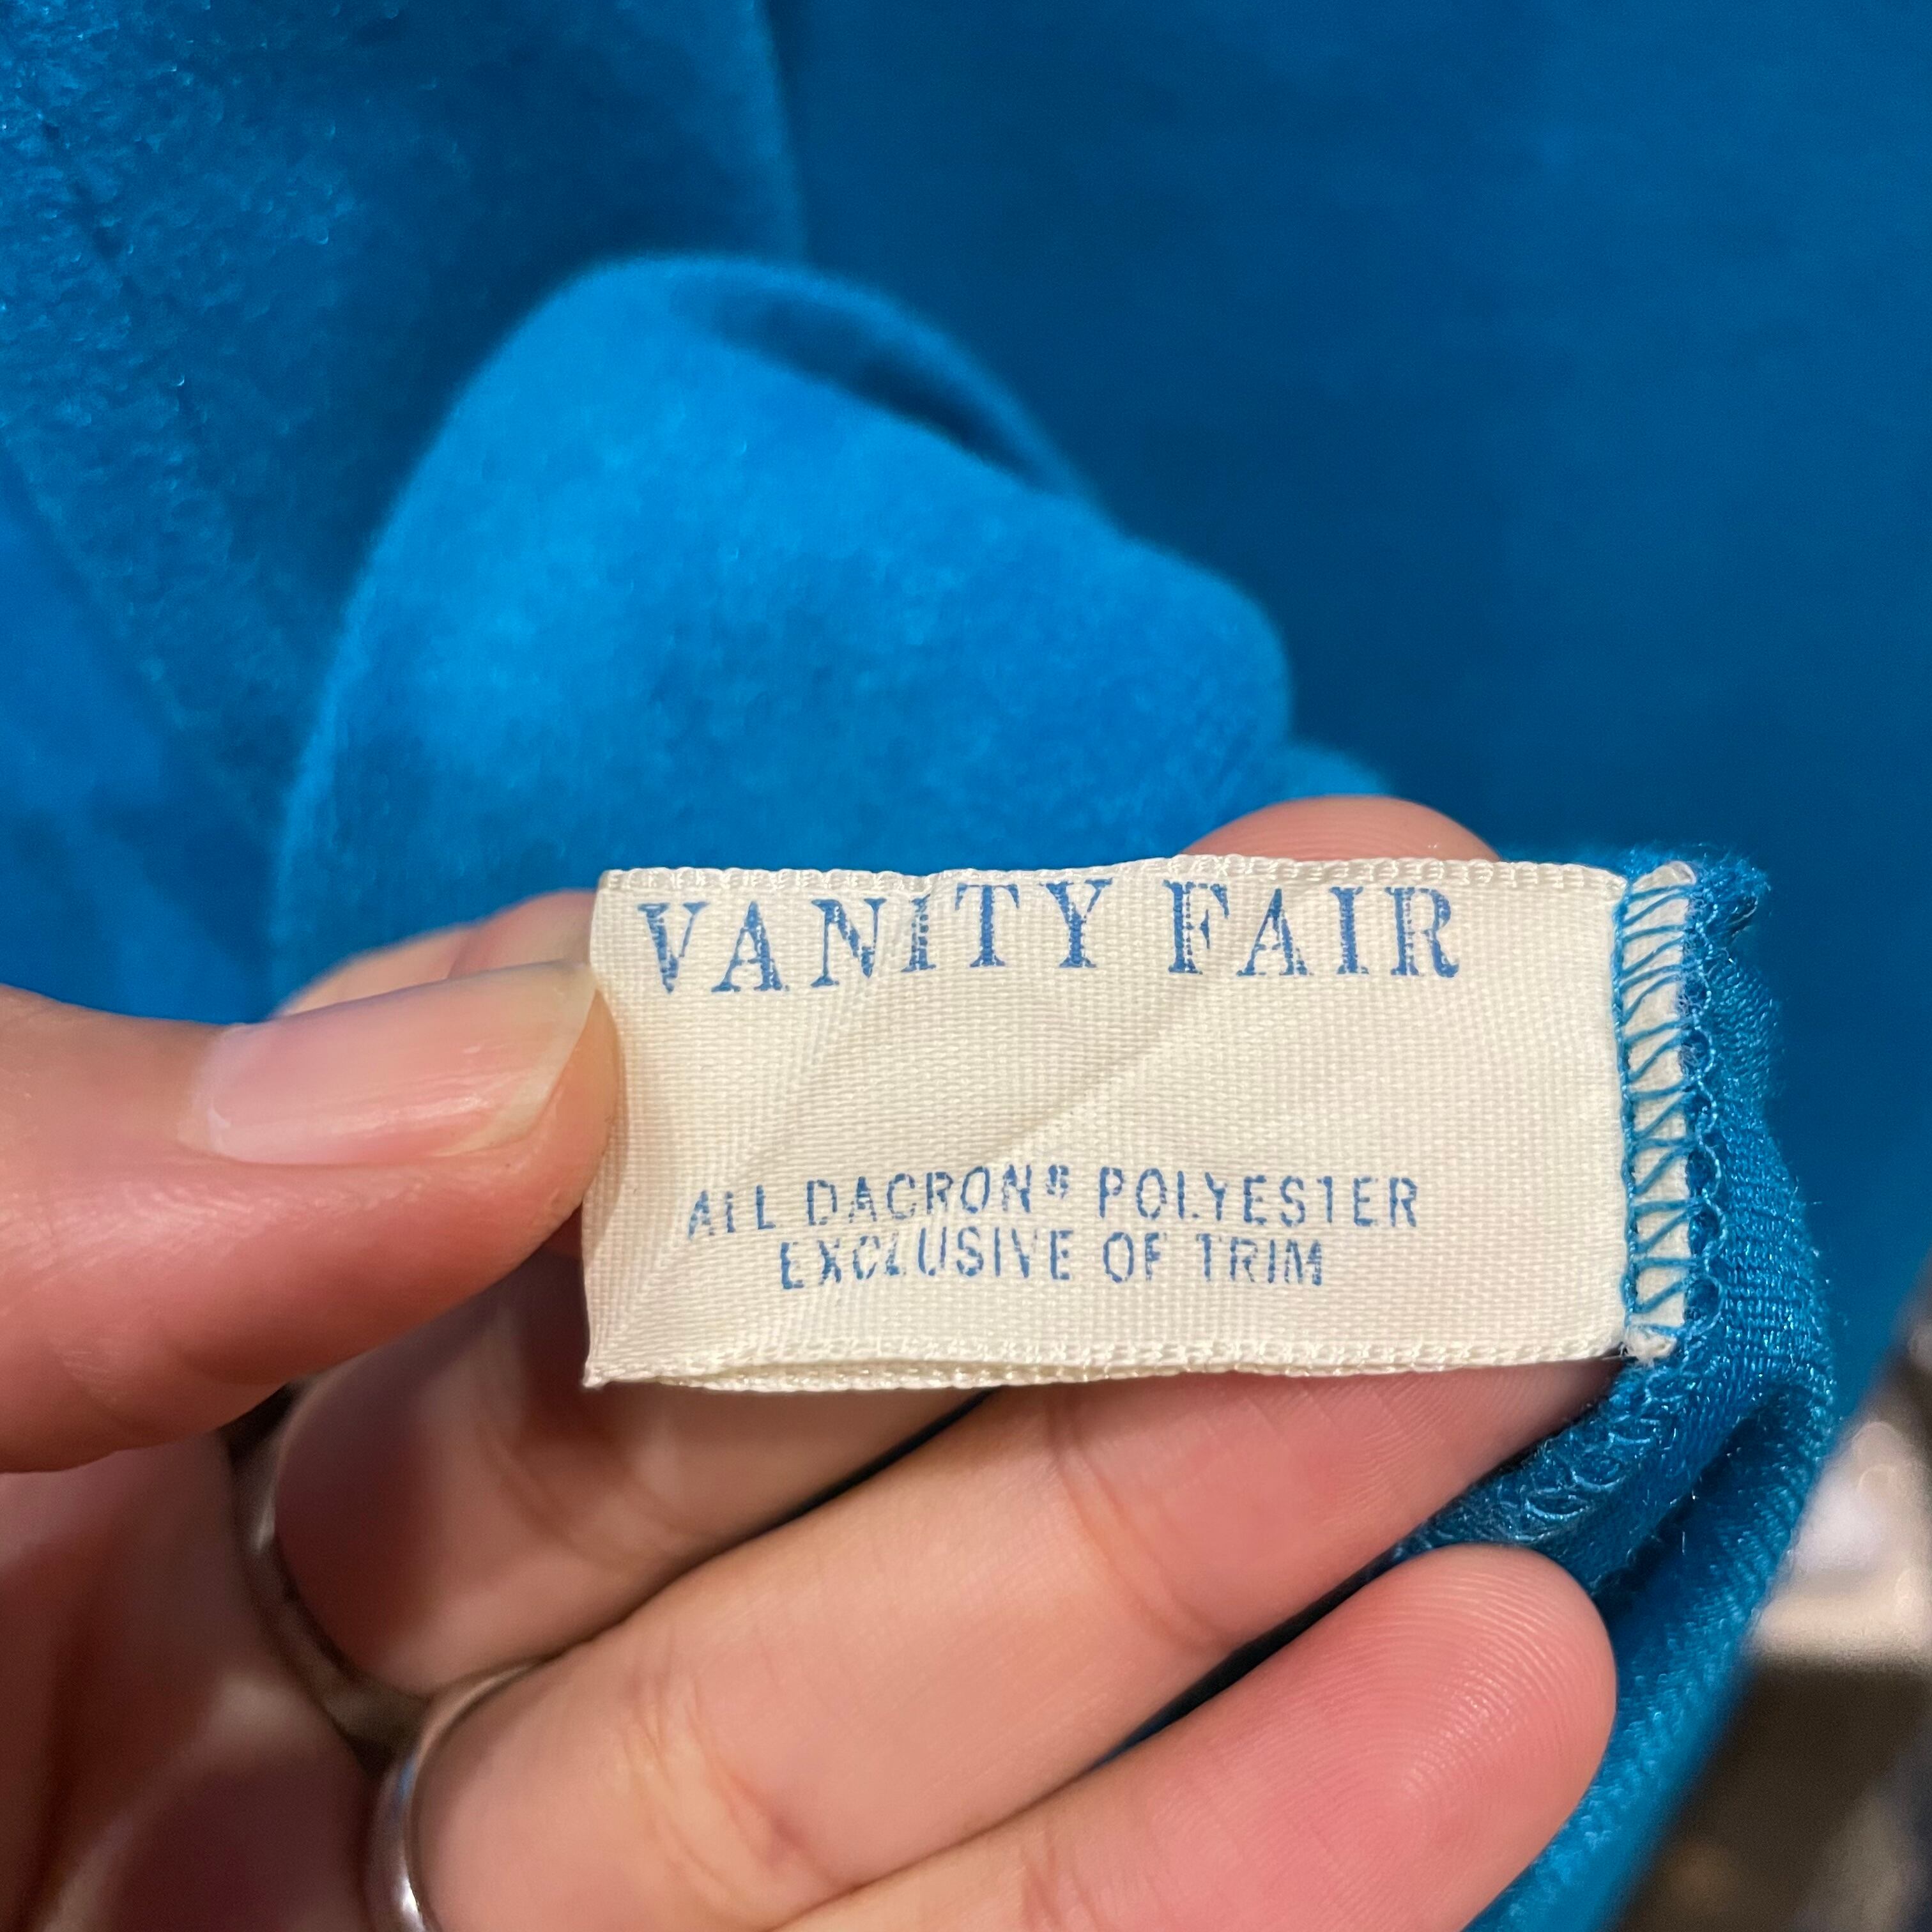 VANITY FAIR
ALL DACRON® POLYESTER
EXCLUSIVE OF TRIM